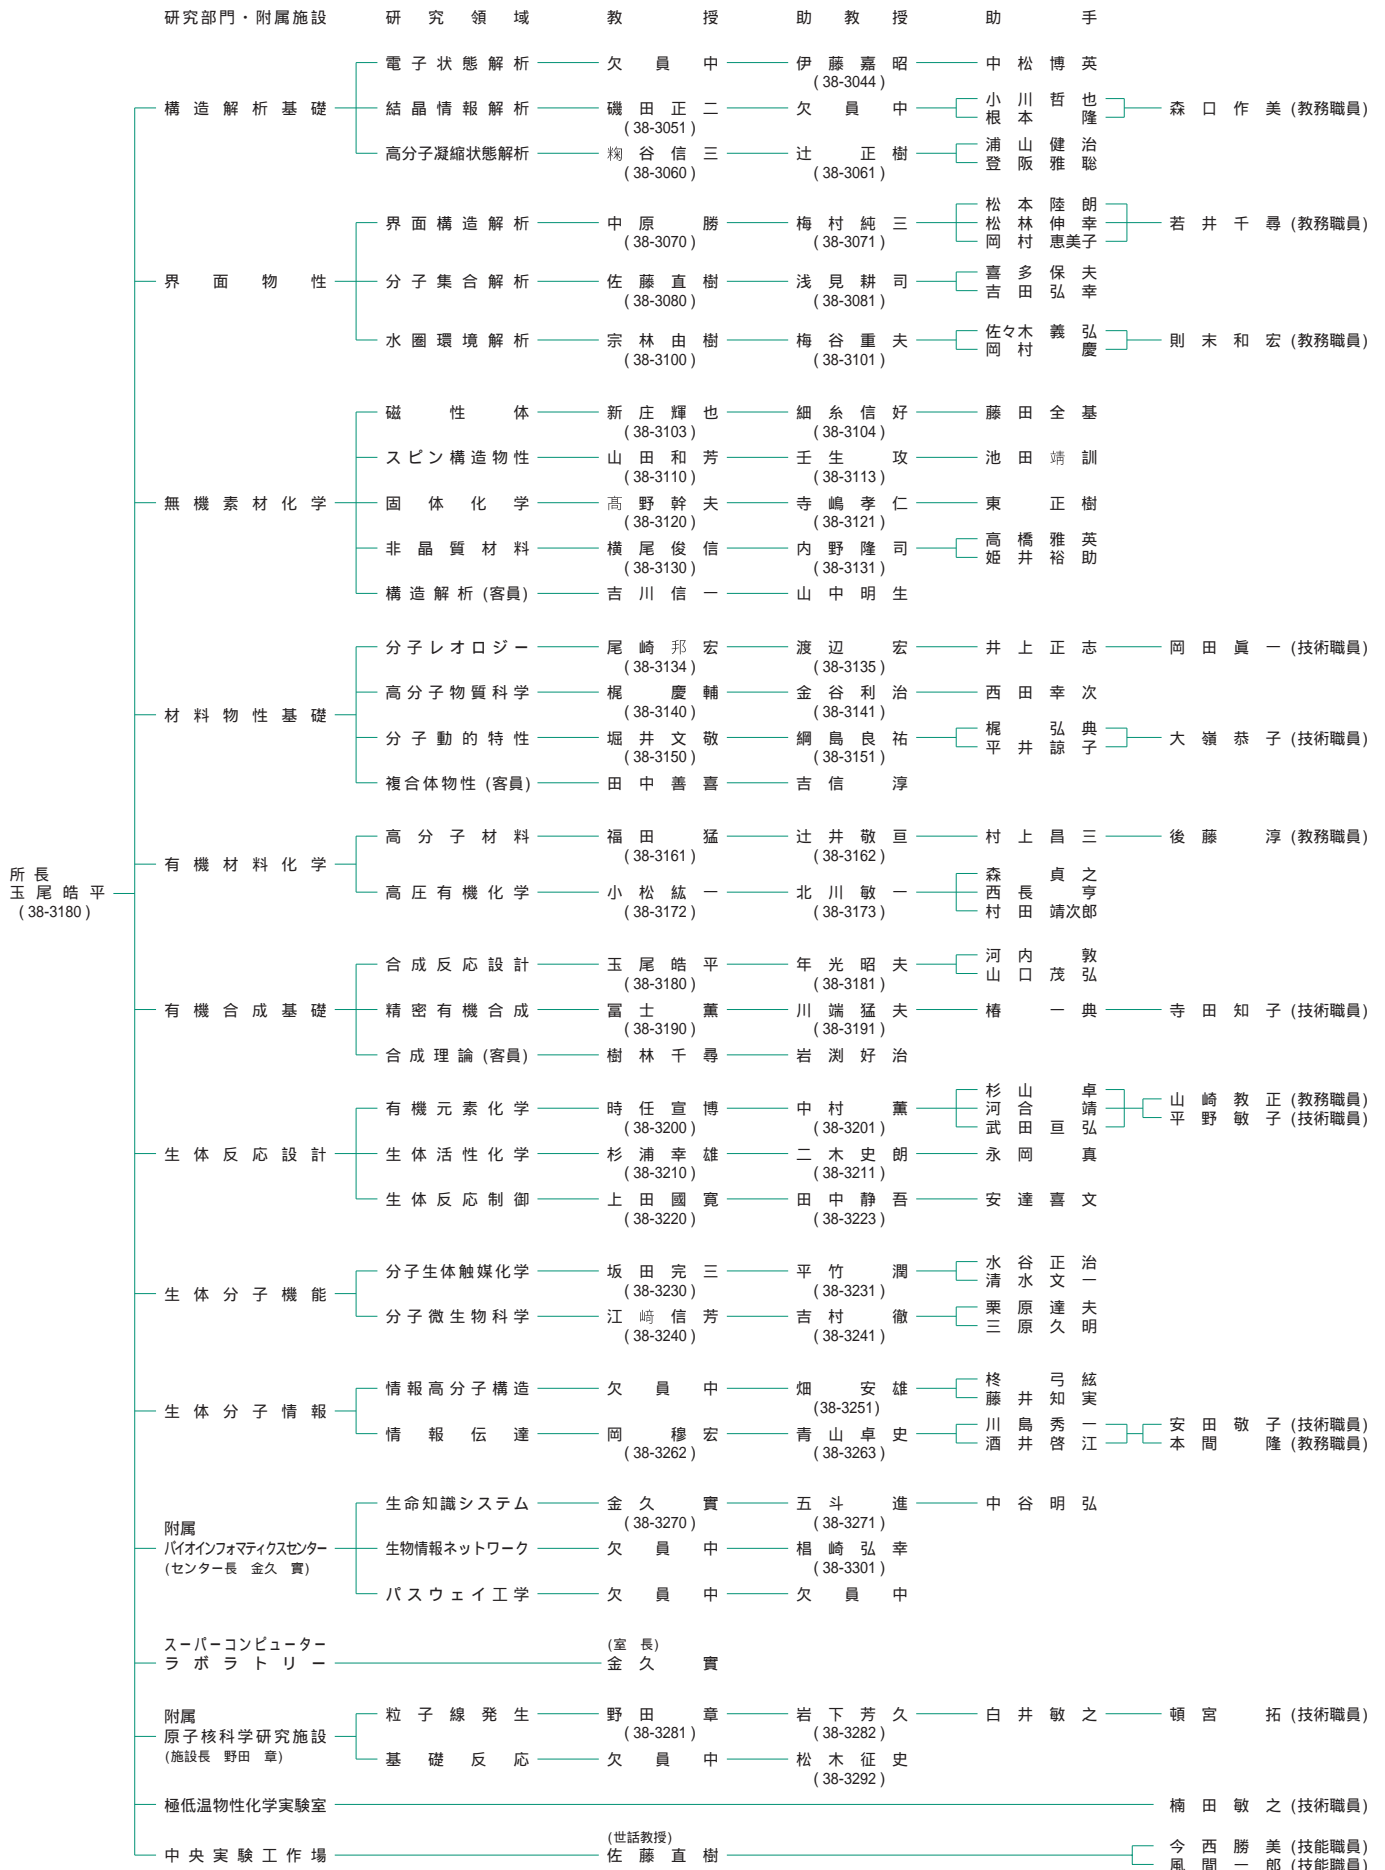 研究部門・附属施設 研究領域 教授 助教授 助手
電子状態解析 欠員中 伊藤嘉昭 中松博英
(38-3044)
構造解析基礎 結晶情報解析 磯田正二 欠員中 小川哲也 森口作美(教務職員)
根本隆
(38-3051)
高分子凝縮状態解析 梶谷信三 辻正樹 浦山健治
登阪雅聡
(38-3060) (38-3061)
松本陸朗
界面構造解析 中原勝 梅村純三 松林伸幸 若井千尋(教務職員)
(38-3070) (38-3071) 岡村恵美子
界面物性 分子集合解析 佐藤直樹 浅見耕司 喜多保夫
吉田弘幸
(38-3080) (38-3081)
水圏環境解析 宗林由樹 梅谷重夫 佐々木義弘 則末和宏(教務職員)
岡村慶
(38-3100) (38-3101)
磁性体 新庄輝也 細糸信好 藤田全基
(38-3103) (38-3104)
スピン構造物性 山田和芳 壬生攻 池田靖訓
(38-3110) (38-3113)
無機素材化学 固体化学 髙野幹夫 寺嶋孝仁 東正樹
(38-3120) (38-3121)
非晶質材料 横尾俊信 内野隆司 高橋雅英
姫井裕助
(38-3130) (38-3131)
構造解析(客員) 吉川信一 山中明生
分子レオロジー 尾崎邦宏 渡辺宏 井上正志 岡田眞一(技術職員)
(38-3134) (38-3135)
高分子物質科学 梶慶輔 金谷利治 西田幸次
(38-3140) (38-3141)
材料物性基礎
分子動的特性 堀井文敬 綱島良祐 梶弘典 大嶺恭子(技術職員)
平井諒子
(38-3150) (38-3151)
複合体物性(客員) 田中善喜 吉信淳
高分子材料 福田猛 辻井敬亘 村上昌三 後藤淳(教務職員)
(38-3161) (38-3162)
有機材料化学
所長
玉尾皓平
(38-3180)
森貞之
高圧有機化学 小松紘一 北川敏一 西長亨
(38-3172) (38-3173) 村田靖次郎
合成反応設計 玉尾皓平 年光昭夫 河内敦
山口茂弘
(38-3180) (38-3181)
有機合成基礎 精密有機合成 冨士薫 川端猛夫 椿一典 寺田知子(技術職員)
(38-3190) (38-3191)
合成理論(客員) 樹林千尋 岩渕好治
杉山卓 山崎教正(教務職員)
有機元素化学 時任宣博 中村薫 河合靖
平野敏子(技術職員)
(38-3200) (38-3201) 武田亘弘
生体反応設計 生体活性化学 杉浦幸雄 二木史朗 永岡真
(38-3210) (38-3211)
生体反応制御 上田國寛 田中静吾 安達喜文
(38-3220) (38-3223)
分子生体触媒化学 坂田完三 平竹潤 水谷正治
清水文一
(38-3230) (38-3231)
生体分子機能
分子微生物科学 江﨑信芳 吉村徹 栗原達夫
三原久明
(38-3240) (38-3241)
情報高分子構造 欠員中 畑安雄 柊弓絃
藤井知実
(38-3251)
生体分子情報
情報伝達 岡穆宏 青山卓史 川島秀一 安田敬子(技術職員)
酒井啓江 本間隆(教務職員)
(38-3262) (38-3263)
生命知識システム 金久實 五斗進 中谷明弘
(38-3270) (38-3271)
附属
バイオインフォマティクスセンター 生物情報ネットワーク 欠員中 椙崎弘幸
(センター長 金久 實) (38-3301)
パスウェイ工学 欠員中 欠員中
スーパーコンピューター (室長)
ラボラトリー 金久實
附属 粒子線発生 野田章 岩下芳久 白井敏之 頓宮拓(技術職員)
(38-3281) (38-3282)
原子核科学研究施設
(施設長 野田 章) 基礎反応 欠員中 松木征史
(38-3292)
極低温物性化学実験室 楠田敏之(技術職員)
(世話教授)
中央実験工作場 佐藤直樹 今西勝美(技能職員)
風間一郎(技能職員)